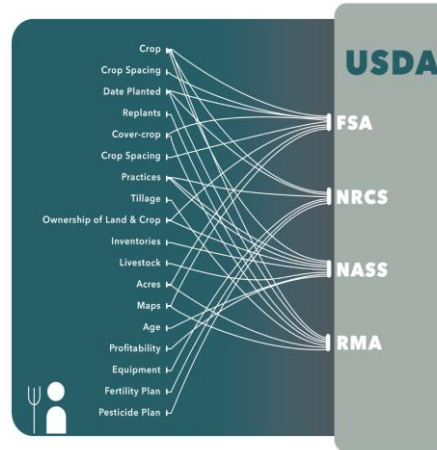 Crop
Crop Spacing
Date Planted
Replants
Cover-crop
Crop Spacing
Practices
Tillage
Ownership of Land & Crop
Inventories
Livestock
Acres
Maps
Age
Profitability
Equipment
Fertility Plan
Pesticide Plan
USDA
FSA
NRCS
NASS
RMA